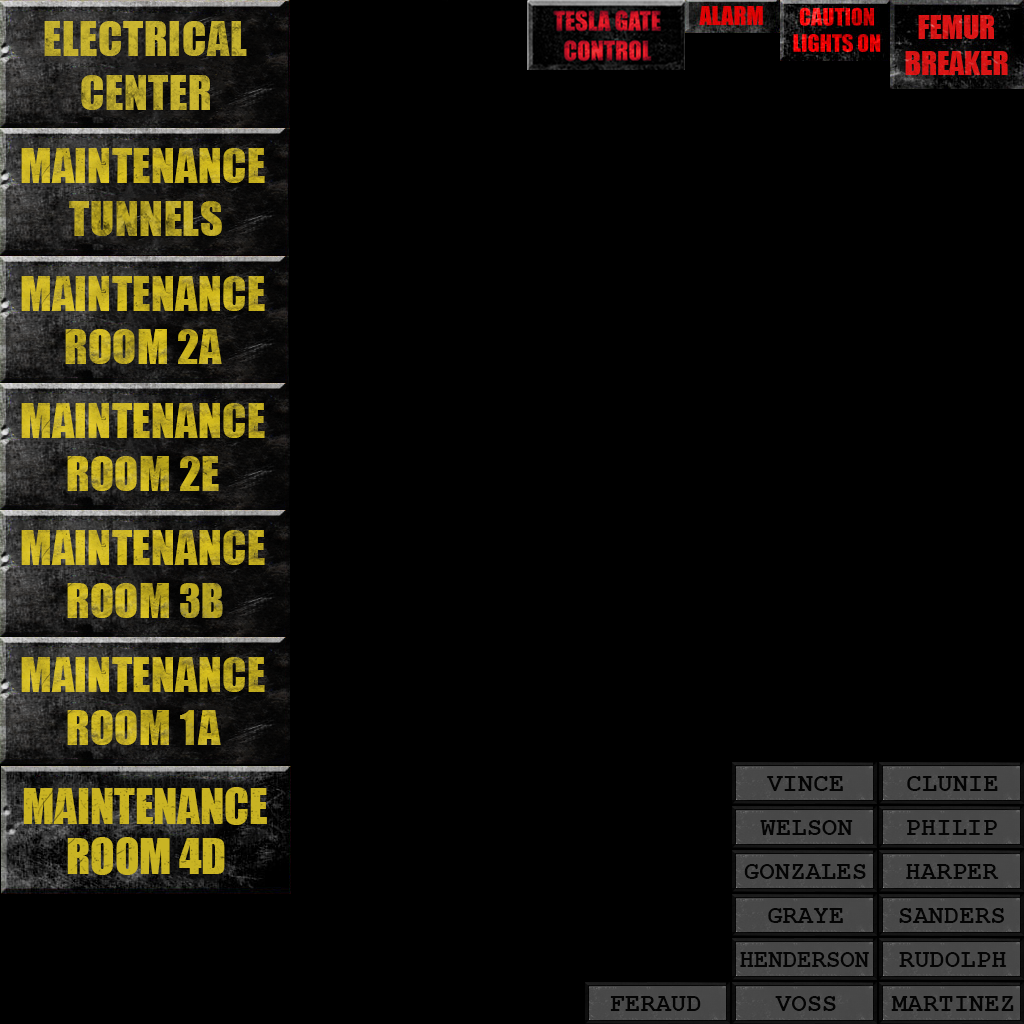 ELECTRICAL
CENTER
MAINTENANCE
TUNNELS
MAINTENANCE
ROOM 2A
MAINTENANCE
ROOM 2E
MAINTENANCE
ROOM 3B
MAINTENANCE
ROOM 1A
MAINTENANCE
ROOM 4D
TESLA GATE
CONTROL
ALARM
CAUTION
LIGHTS ON
FEMUR
BREAKER
VINCE
CLUNIE
WELSON
PHILIP
GONZALES
HARPER
GRAYE
SANDERS
HENDERSON
RUDOLPH
FERAUD
VOSS
MARTINEZ